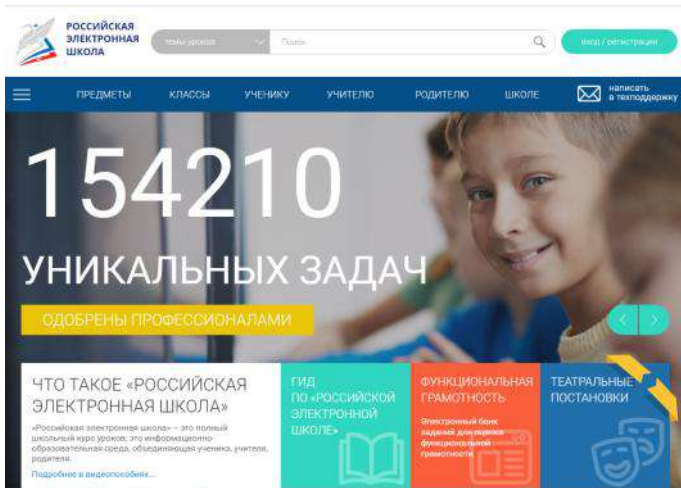 РОССИЙСКАЯ
ЭЛЕКТРОННАЯ
ШКОЛА
темы уроков
Поиск
вход / регистрация
ПРЕДМЕТЫ
КЛАССЫ
УЧЕНИКУ
УЧИТЕЛЮ
РОДИТЕЛЮ
ШКОЛЕ
написать
в техподдержку
154210
УНИКАЛЬНЫХ ЗАДАЧ
ОДОБРЕНЫ ПРОФЕССИОНАЛАМИ
ЧТО ТАКОЕ «РОССИЙСКАЯ
ЭЛЕКТРОННАЯ ШКОЛА»
«Российская электронная школа» – это полный
школьный курс уроков; это информационно-
образовательная среда, объединяющая ученика, учителя,
родителя.
Подробнее в видеопособиях...
ГИД
ПО «РОССИЙСКОЙ
ЭЛЕКТРОННОЙ
ШКОЛЕ»
ФУНКЦИОНАЛЬНАЯ
ГРАМОТНОСТЬ
Электронный банк
заданий для оценки
функциональной
грамотности
ТЕАТРАЛЬНЫЕ
ПОСТАНОВКИ